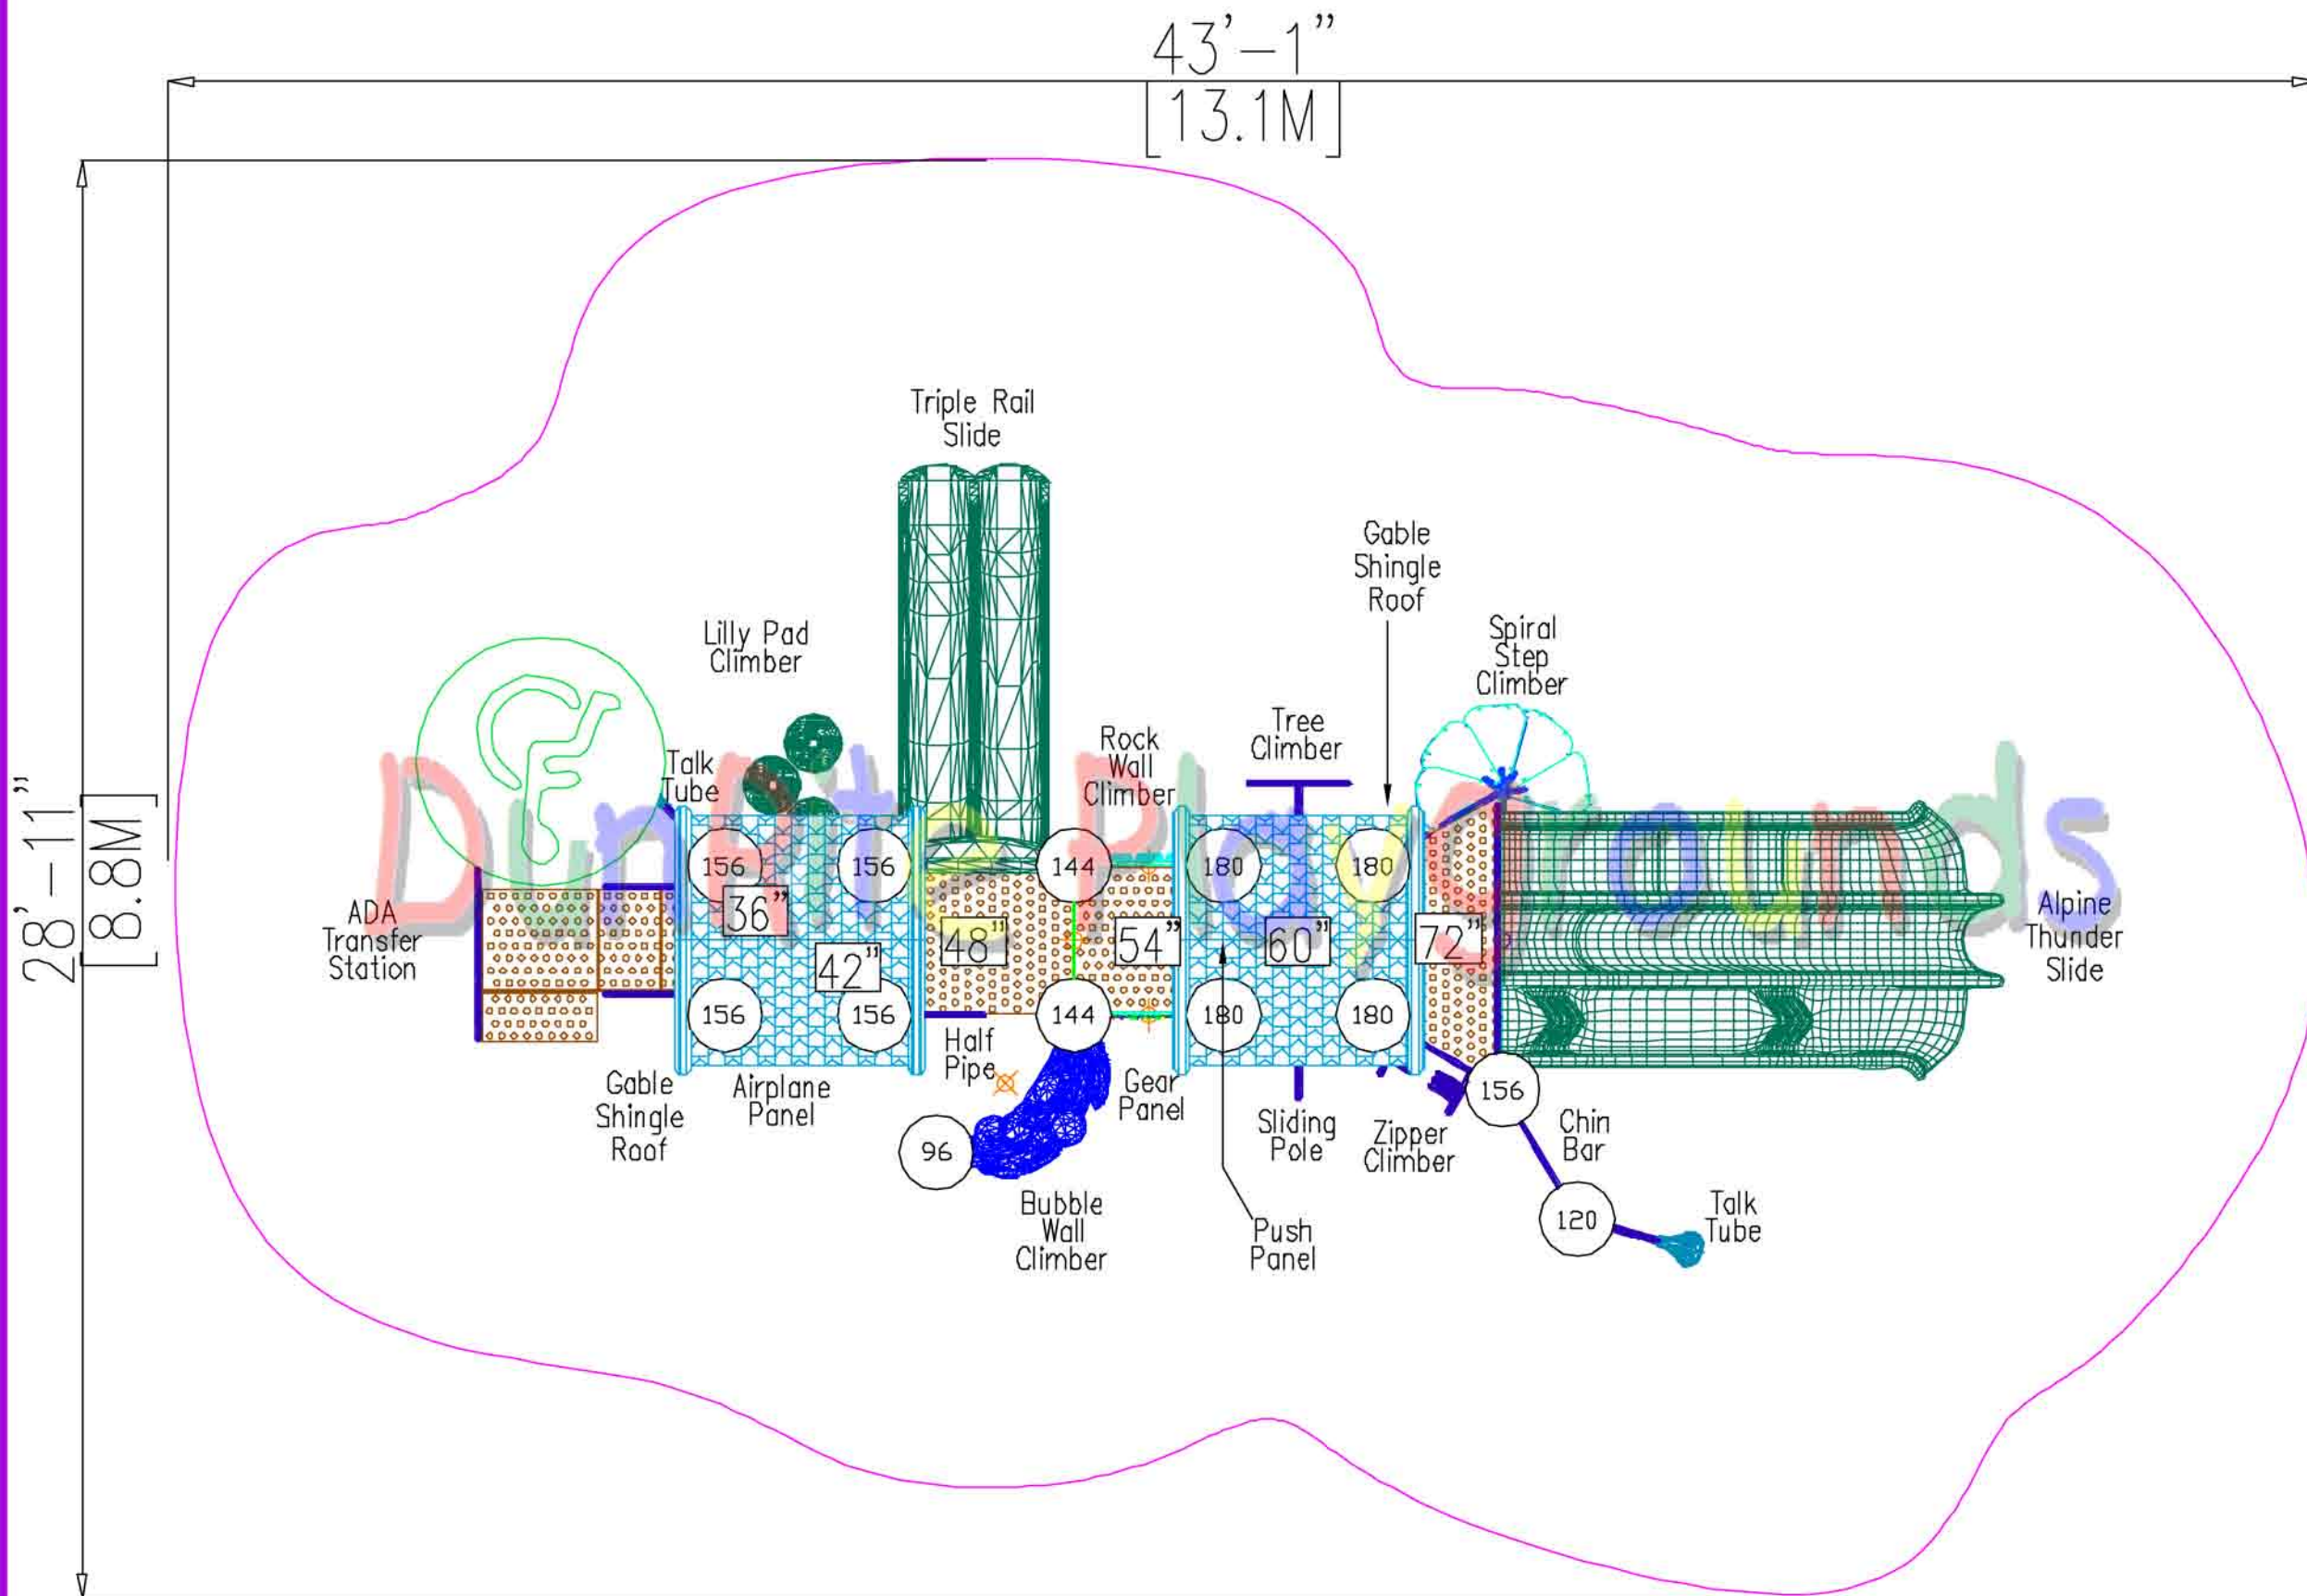 43'-1"
[13.1M]
28'-11"
[8.8M]
Triple Rail
Slide
Gable
Shingle
Roof
Lilly Pad
Climber
Spiral
Step
Climber
Talk
Tube
Rock
Wall
Climber
Tree
Climber
DunRite Playgrounds
156
156
144
180
180
36"
42"
48"
54"
60"
72"
ADA
Transfer
Station
Alpine
Thunder
Slide
156
156
144
180
180
Gable
Shingle
Roof
Airplane
Panel
Half
Pipe
Gear
Panel
Sliding
Pole
Zipper
Climber
156
Chin
Bar
96
Bubble
Wall
Climber
Push
Panel
120
Talk
Tube